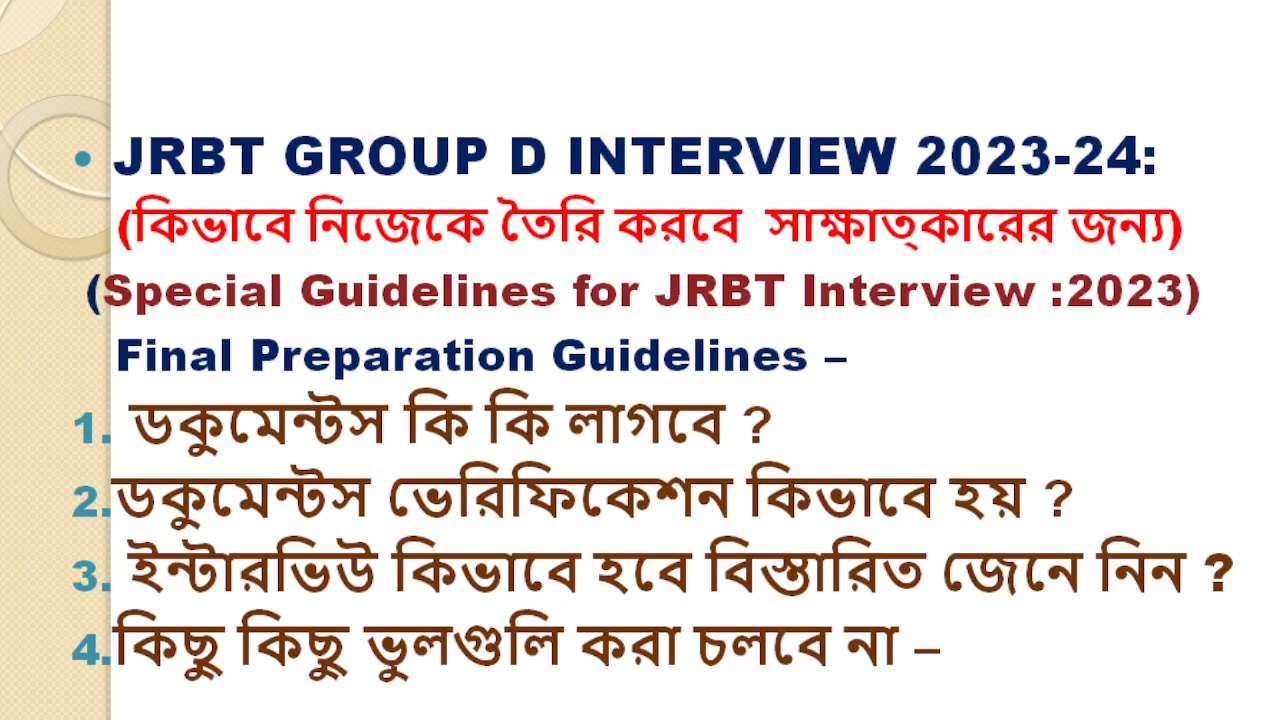 • JRBT GROUP D INTERVIEW 2023-24:
(কিভাবে নিজেকে তৈরি করবে সাক্ষাত্কারের জন্য)
(Special Guidelines for JRBT Interview :2023)
Final Preparation Guidelines –
1. ডকুমেন্টস কি কি লাগবে ?
2.ডকুমেন্টস ভেরিফিকেশন কিভাবে হয় ?
3. ইন্টারভিউ কিভাবে হবে বিস্তারিত জেনে নিন ?
4.কিছু কিছু ভুলগুলি করা চলবে না –